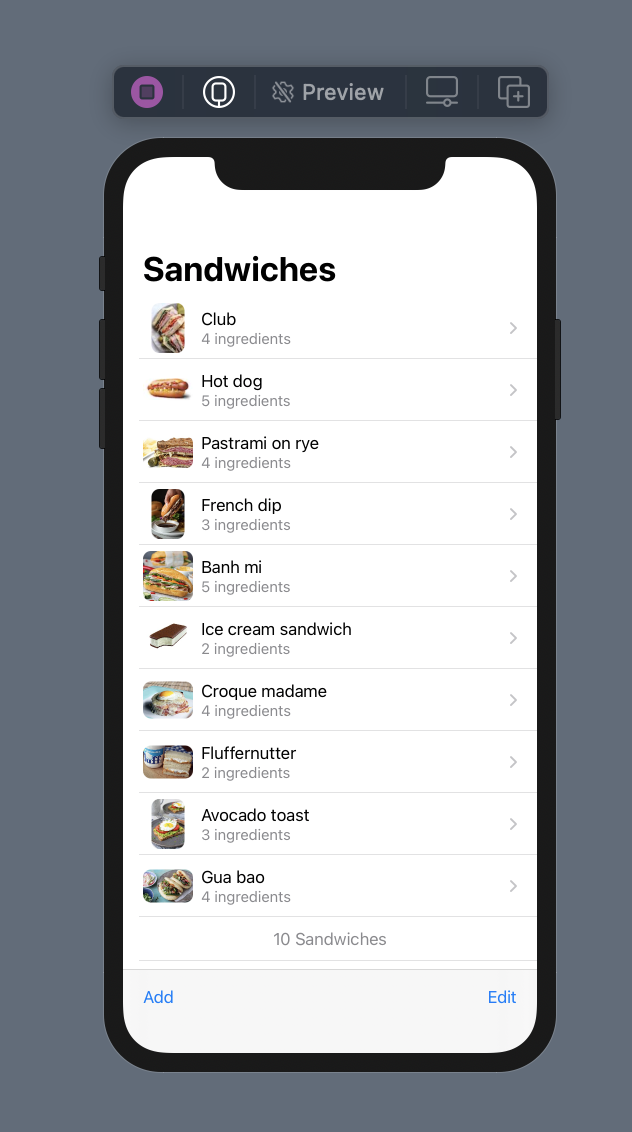 Preview
Sandwiches
Club
4 ingredients
Hot dog
5 ingredients
Pastrami on rye
4 ingredients
French dip
3 ingredients
Banh mi
5 ingredients
Ice cream sandwich
2 ingredients
Croque madame
4 ingredients
Fluffernutter
2 ingredients
Avocado toast
3 ingredients
Gua bao
4 ingredients
10 Sandwiches
Add
Edit